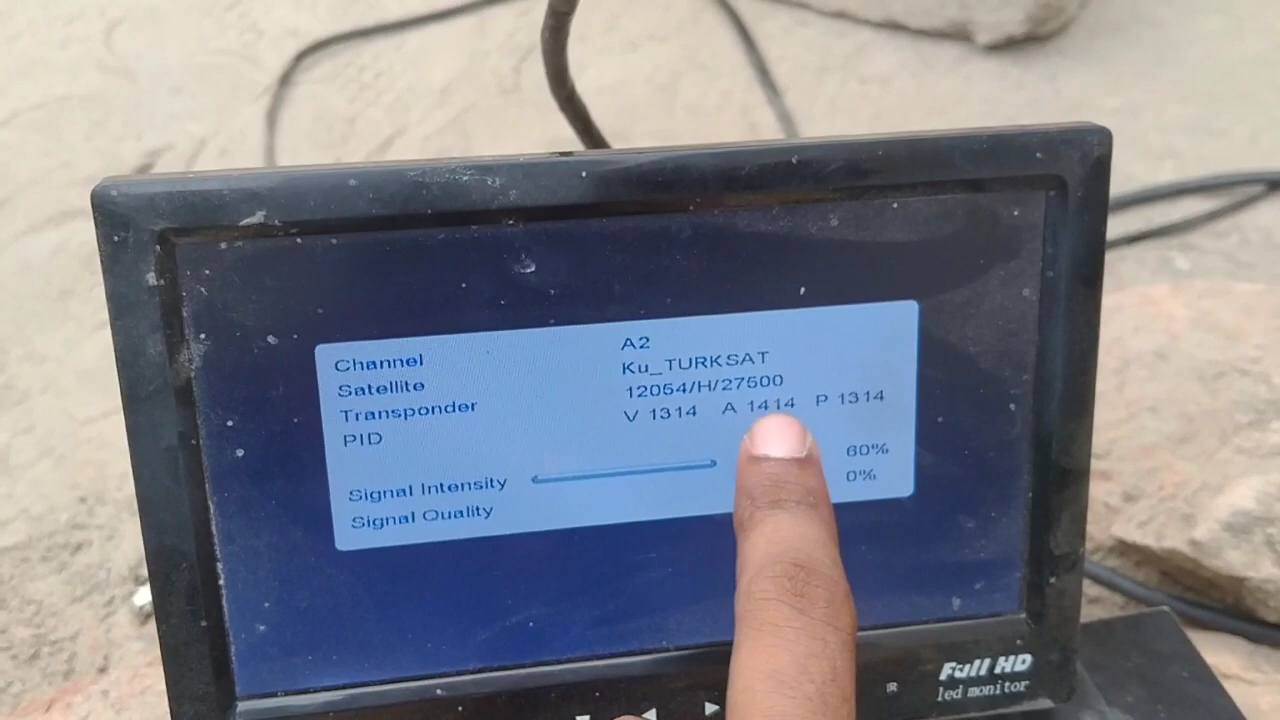 Channel A2
Satellite Ku_TURKSAT
Transponder 12054/H/27500
PID V 1314 A 1414 P 1314
Signal Intensity 60%
Signal Quality 0%
Full HD
led monitor
IR